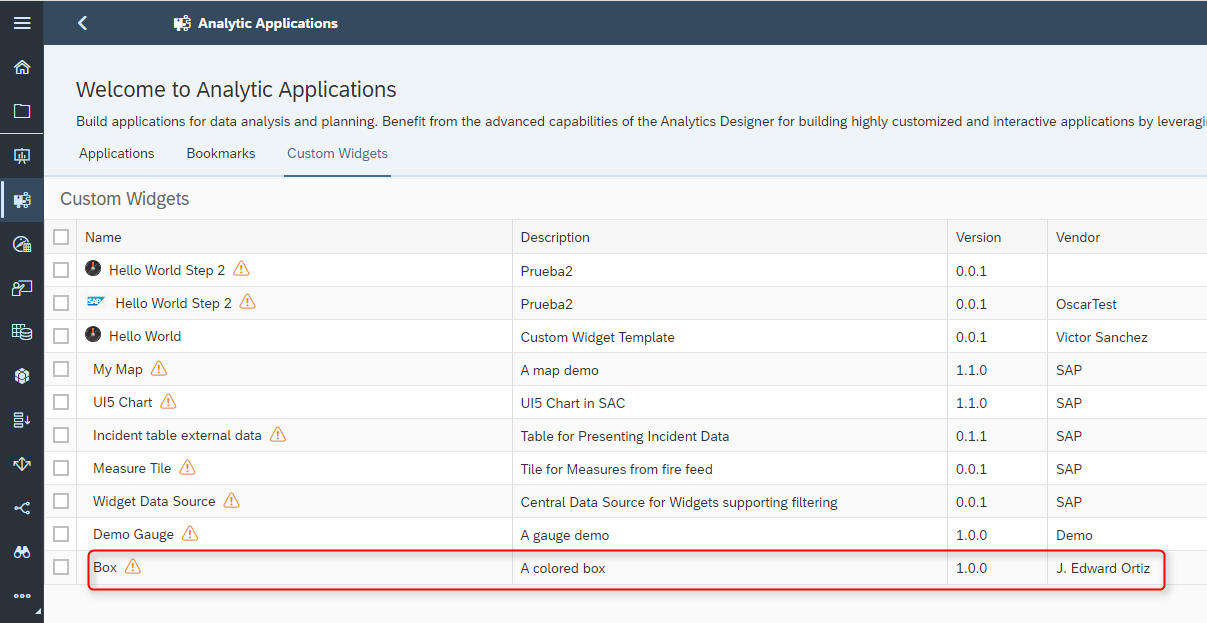 Analytic Applications
Welcome to Analytic Applications
Build applications for data analysis and planning. Benefit from the advanced capabilities of the Analytics Designer for building highly customized and interactive applications by leveragi
Applications Bookmarks Custom Widgets
Custom Widgets
Name Description Version Vendor
Hello World Step 2 Prueba2 0.0.1
SAP Hello World Step 2 Prueba2 0.0.1 OscarTest
Hello World Custom Widget Template 0.0.1 Victor Sanchez
My Map A map demo 1.1.0 SAP
UI5 Chart UI5 Chart in SAC 1.1.0 SAP
Incident table external data Table for Presenting Incident Data 0.1.1 SAP
Measure Tile Tile for Measures from fire feed 0.0.1 SAP
Widget Data Source Central Data Source for Widgets supporting filtering 0.0.1 SAP
Demo Gauge A gauge demo 1.0.0 Demo
Box A colored box 1.0.0 J. Edward Ortiz